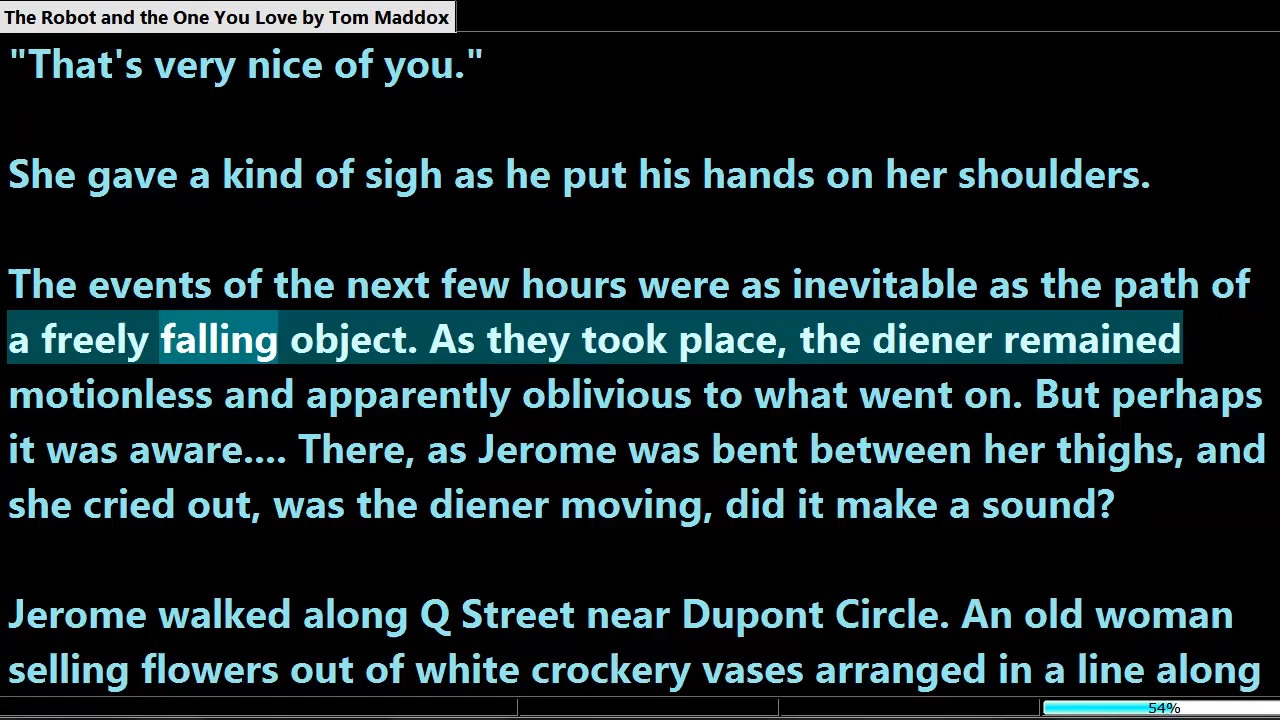 The Robot and the One You Love by Tom Maddox
"That's very nice of you."
She gave a kind of sigh as he put his hands on her shoulders.
The events of the next few hours were as inevitable as the path of
a freely falling object. As they took place, the diener remained
motionless and apparently oblivious to what went on. But perhaps
it was aware.... There, as Jerome was bent between her thighs, and
she cried out, was the diener moving, did it make a sound?
Jerome walked along Q Street near Dupont Circle. An old woman
selling flowers out of white crockery vases arranged in a line along
54%